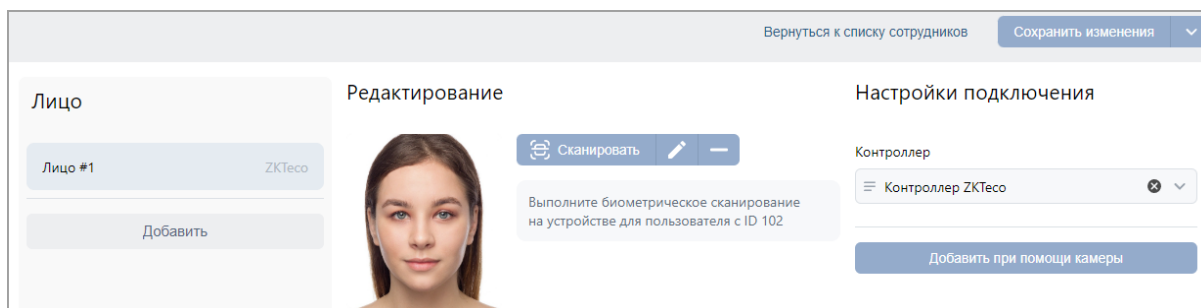 Вернуться к списку сотрудников
Сохранить изменения
Лицо
Лицо #1 ZKTeco
Добавить
Редактирование
Сканировать
Выполните биометрическое сканирование
на устройстве для пользователя с ID 102
Настройки подключения
Контроллер
Контроллер ZKTeco
Добавить при помощи камеры